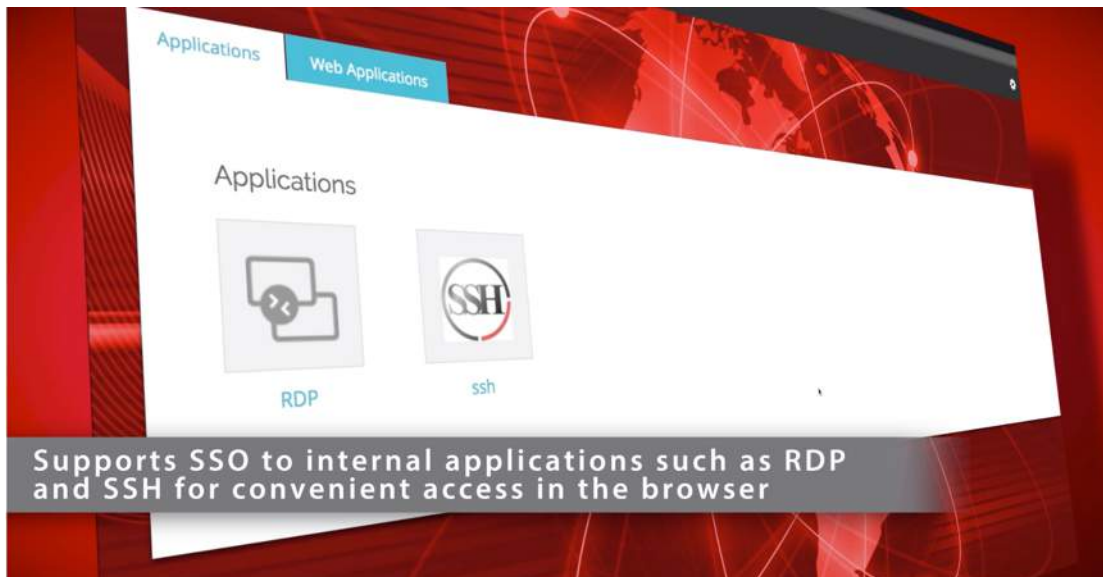 Applications
Web Applications
Applications
SSH
RDP
ssh
Supports SSO to internal applications such as RDP
and SSH for convenient access in the browser